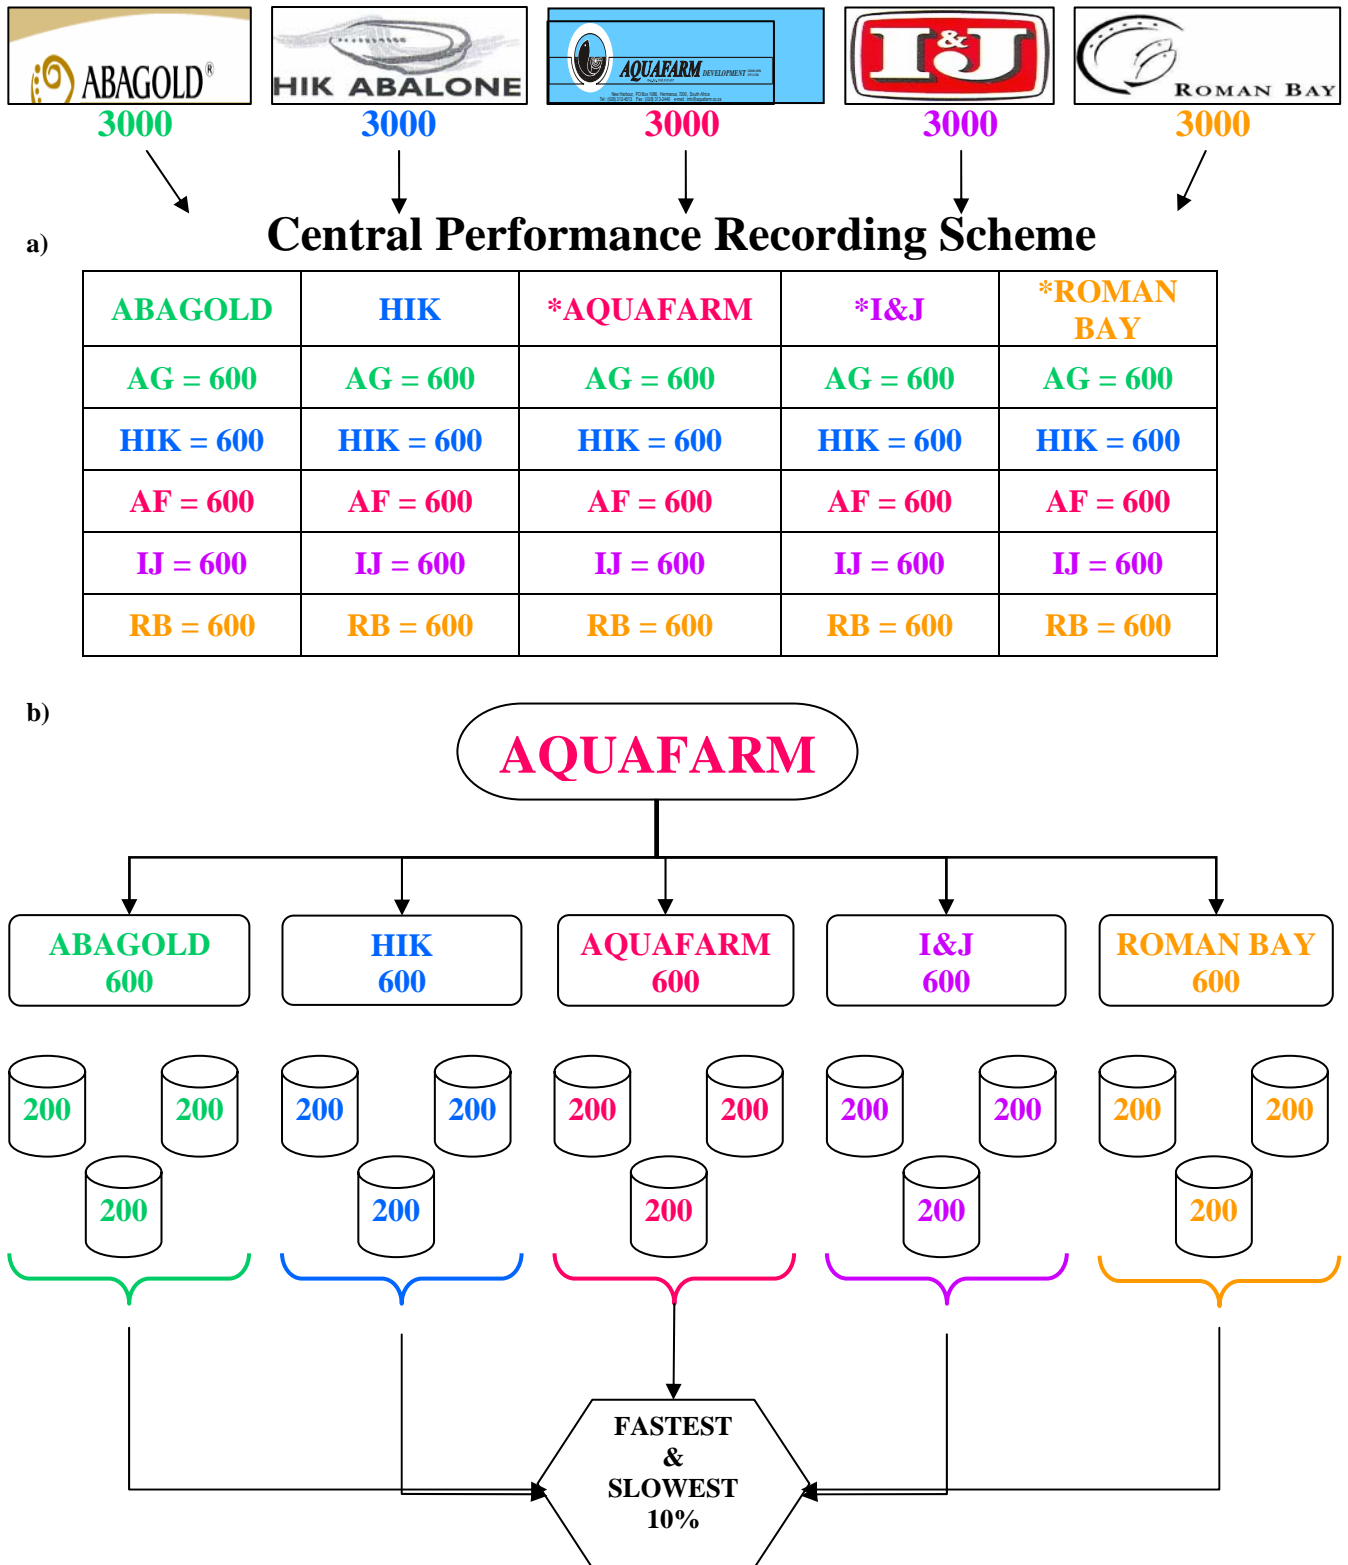 ABAGOLD®
HIK ABALONE
AQUAFARM DEVELOPMENT
I&J
ROMAN BAY
3000 3000 3000 3000 3000
a)
Central Performance Recording Scheme
ABAGOLD HIK *AQUAFARM *I&J *ROMAN
BAY
AG = 600 AG = 600 AG = 600 AG = 600 AG = 600
HIK = 600 HIK = 600 HIK = 600 HIK = 600 HIK = 600
AF = 600 AF = 600 AF = 600 AF = 600 AF = 600
IJ = 600 IJ = 600 IJ = 600 IJ = 600 IJ = 600
RB = 600 RB = 600 RB = 600 RB = 600 RB = 600
b)
AQUAFARM
ABAGOLD HIK AQUAFARM I&J ROMAN BAY
600 600 600 600 600
200 200 200 200 200 200 200 200 200 200
200 200 200 200 200
FASTEST
&
SLOWEST
10%